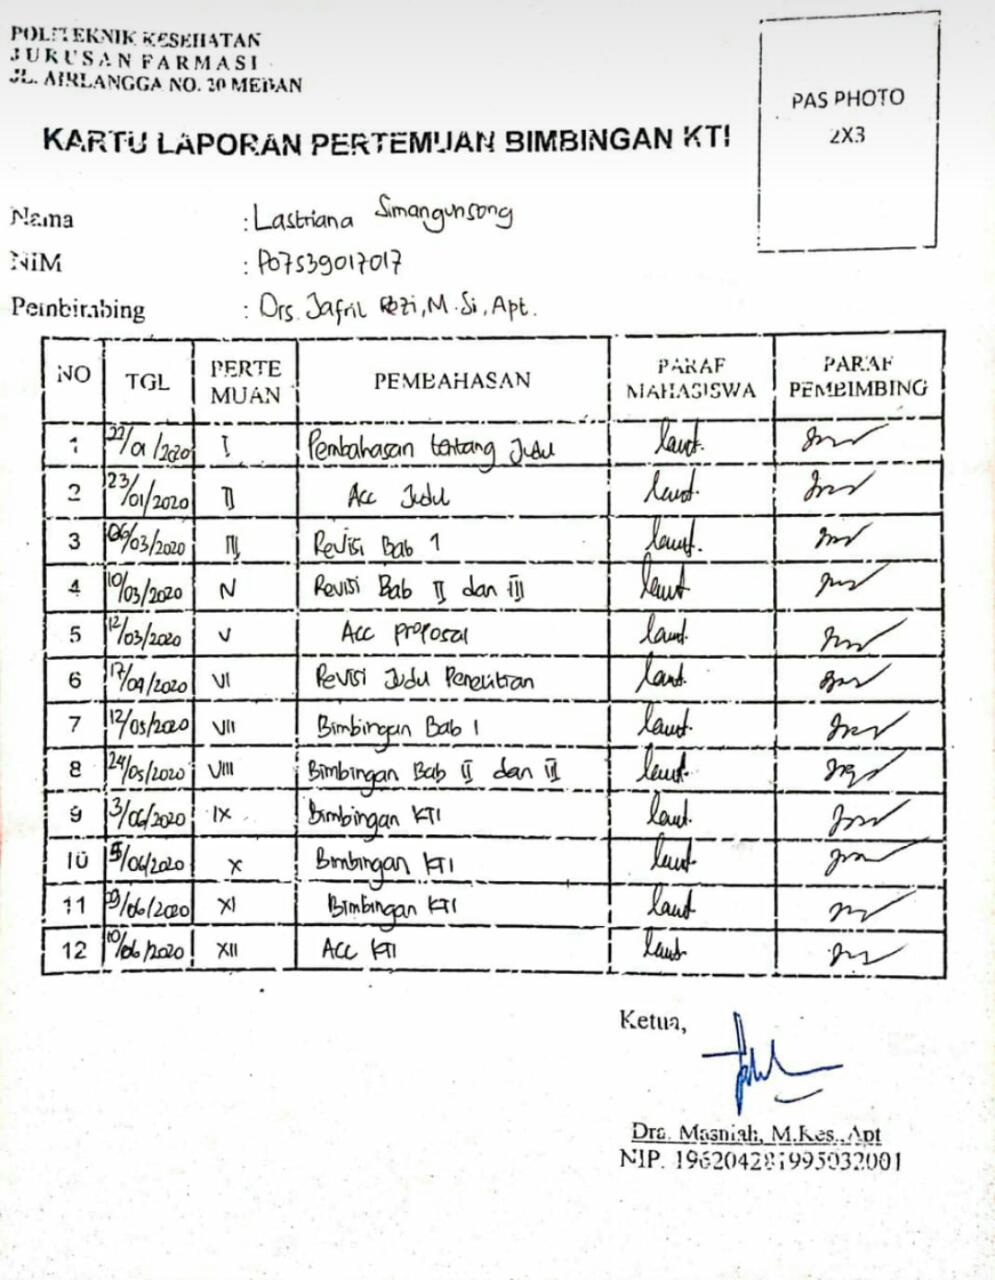 POLITEKNIK KESEHATAN
JURUSAN FARMASI
JL. AIRLANGGA NO. 20 MEDAN
PAS PHOTO
2X3
KARTU LAPORAN PERTEMUAN BIMBINGAN KTI
Nama : Lastriana Simangunsong
NIM : P07539017017
Pembimbing : Drs. Jafril Rezi, M.Si, Apt.
NO TGL PERTE MUAN PEMBAHASAN PARAF MAHASISWA PARAF PEMBIMBING
1 22/01/2020 I Pembahasan tentang Judu
2 23/01/2020 II Acc Judul
3 06/03/2020 III Revisi Bab 1
4 10/03/2020 IV Revisi Bab II dan III
5 12/03/2020 V Acc proposal
6 17/04/2020 VI Revisi Judul Penelitian
7 12/05/2020 VII Bimbingan Bab 1
8 24/05/2020 VIII Bimbingan Bab II dan III
9 3/06/2020 IX Bimbingan KTI
10 5/06/2020 X Bimbingan KTI
11 /06/2020 XI Bimbingan KTI
12 10/06/2020 XII Acc KTI
Ketua,
Dra. Masniah, M.Kes., Apt
NIP. 196204281995032001